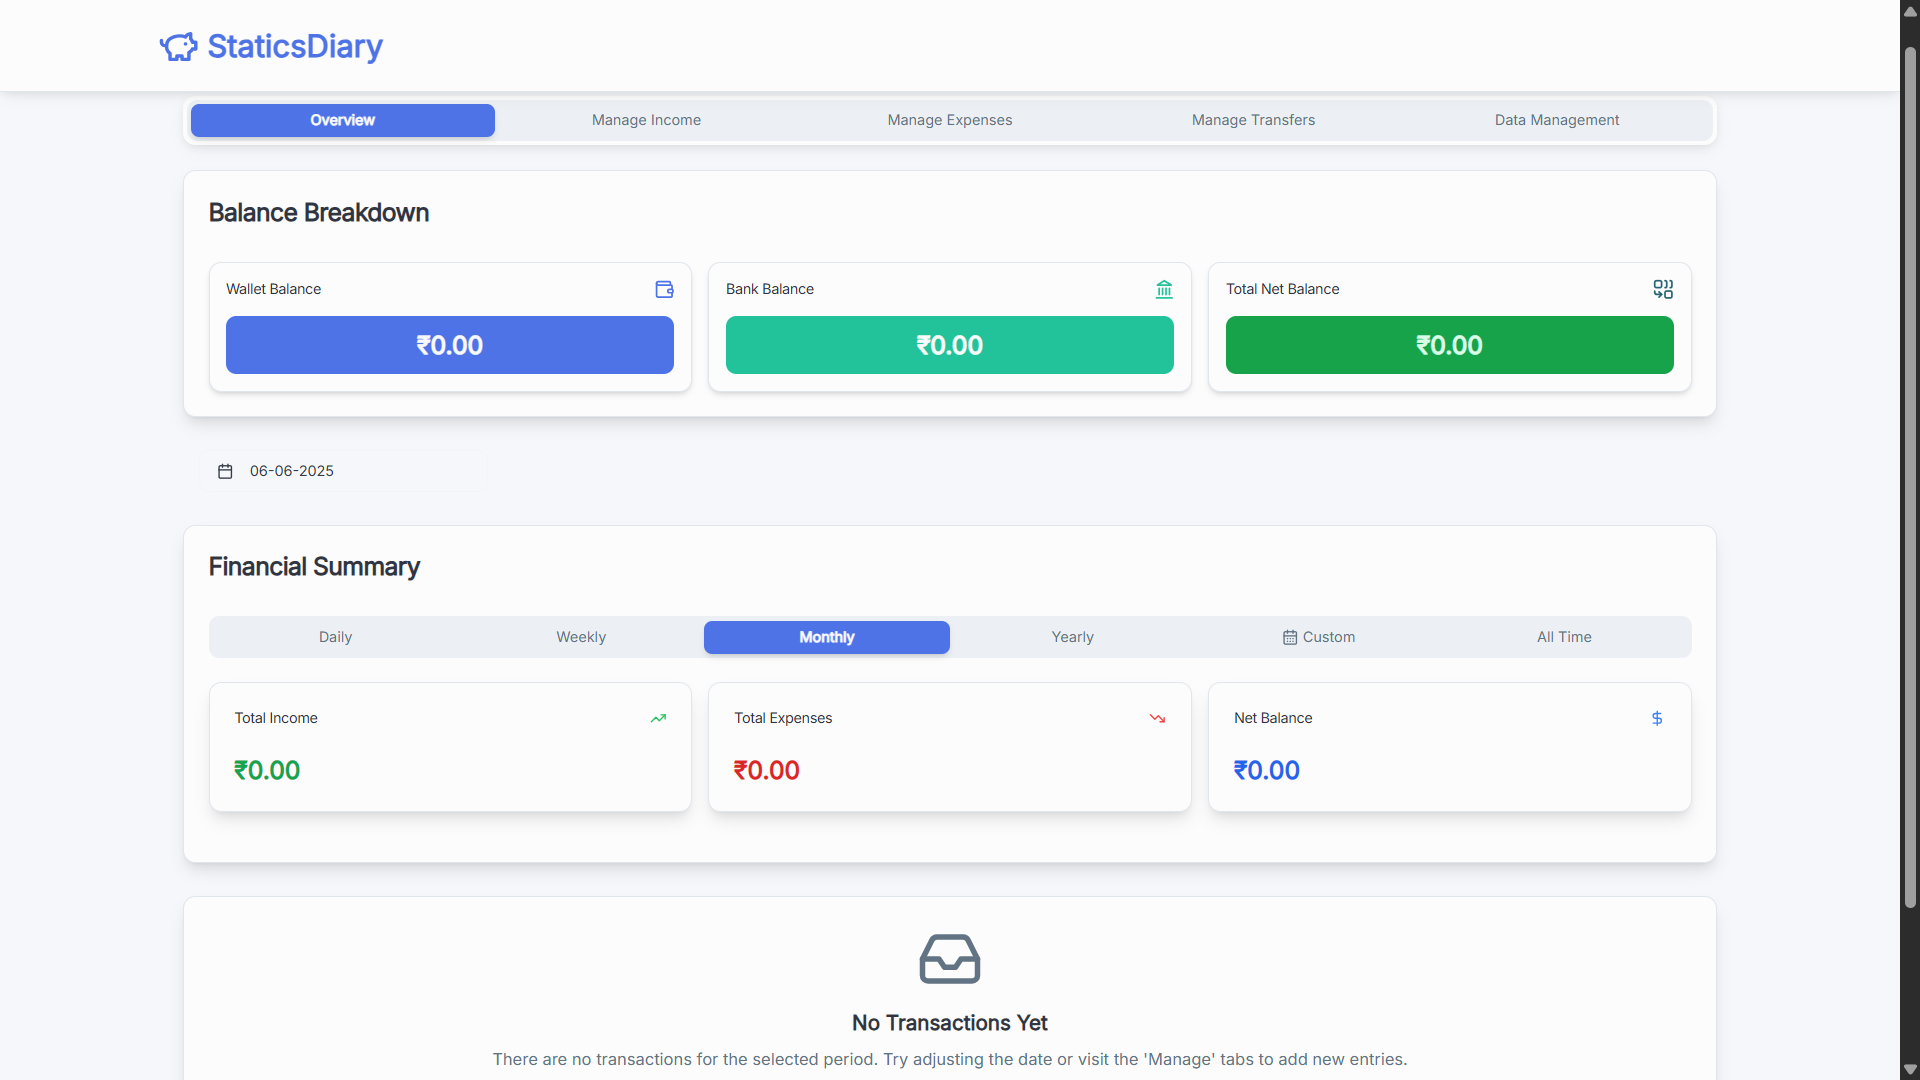 StaticsDiary
Overview Manage Income Manage Expenses Manage Transfers Data Management
Balance Breakdown
Wallet Balance
₹0.00
Bank Balance
₹0.00
Total Net Balance
₹0.00
06-06-2025
Financial Summary
Daily Weekly Monthly Yearly Custom All Time
Total Income
₹0.00
Total Expenses
₹0.00
Net Balance
₹0.00
No Transactions Yet
There are no transactions for the selected period. Try adjusting the date or visit the 'Manage' tabs to add new entries.